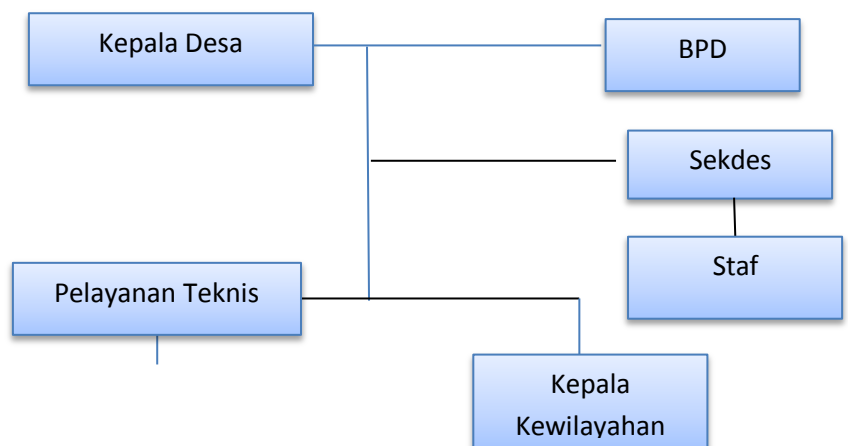 Kepala Desa
BPD
Sekdes
Staf
Pelayanan Teknis
Kepala
Kewilayahan